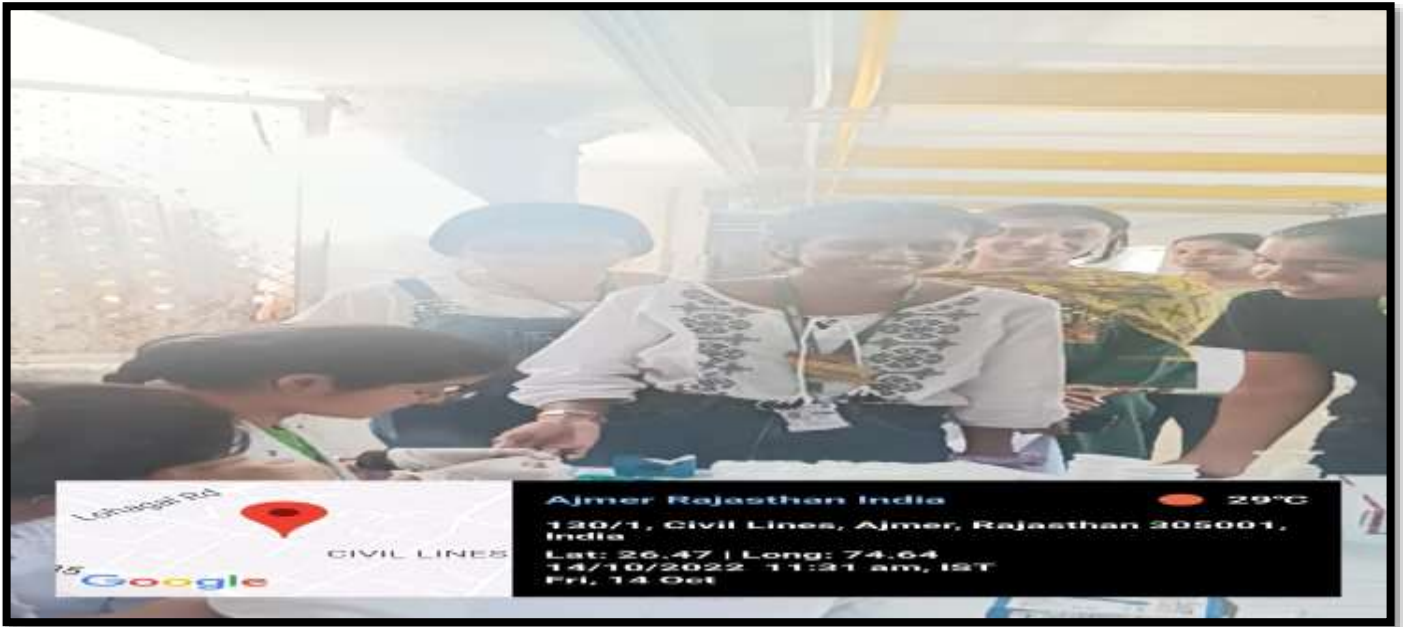 Lohagal Rd
CIVIL LINES
Google
Ajmer Rajasthan India
29°C
130/1, Civil Lines, Ajmer, Rajasthan 305001,
India
Lat: 26.47 | Long: 74.64
14/10/2022 11:31 am, IST
Fri, 14 Oct